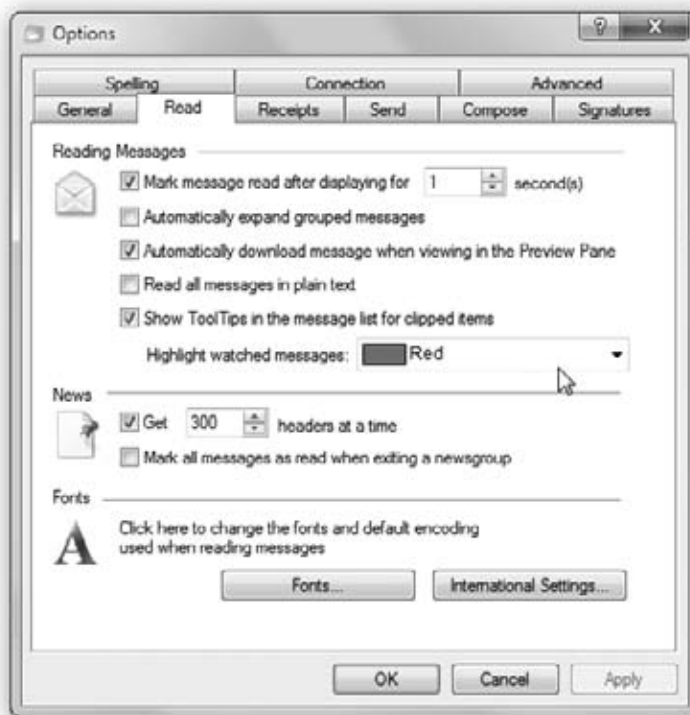 Options
Spelling Connection Advanced
General Read Receipts Send Compose Signatures
Reading Messages
Mark message read after displaying for 1 second(s)
Automatically expand grouped messages
Automatically download message when viewing in the Preview Pane
Read all messages in plain text
Show ToolTips in the message list for clipped items
Highlight watched messages: Red
News
Get 300 headers at a time
Mark all messages as read when exiting a newsgroup
Fonts
Click here to change the fonts and default encoding
used when reading messages
Fonts... International Settings...
OK Cancel Apply